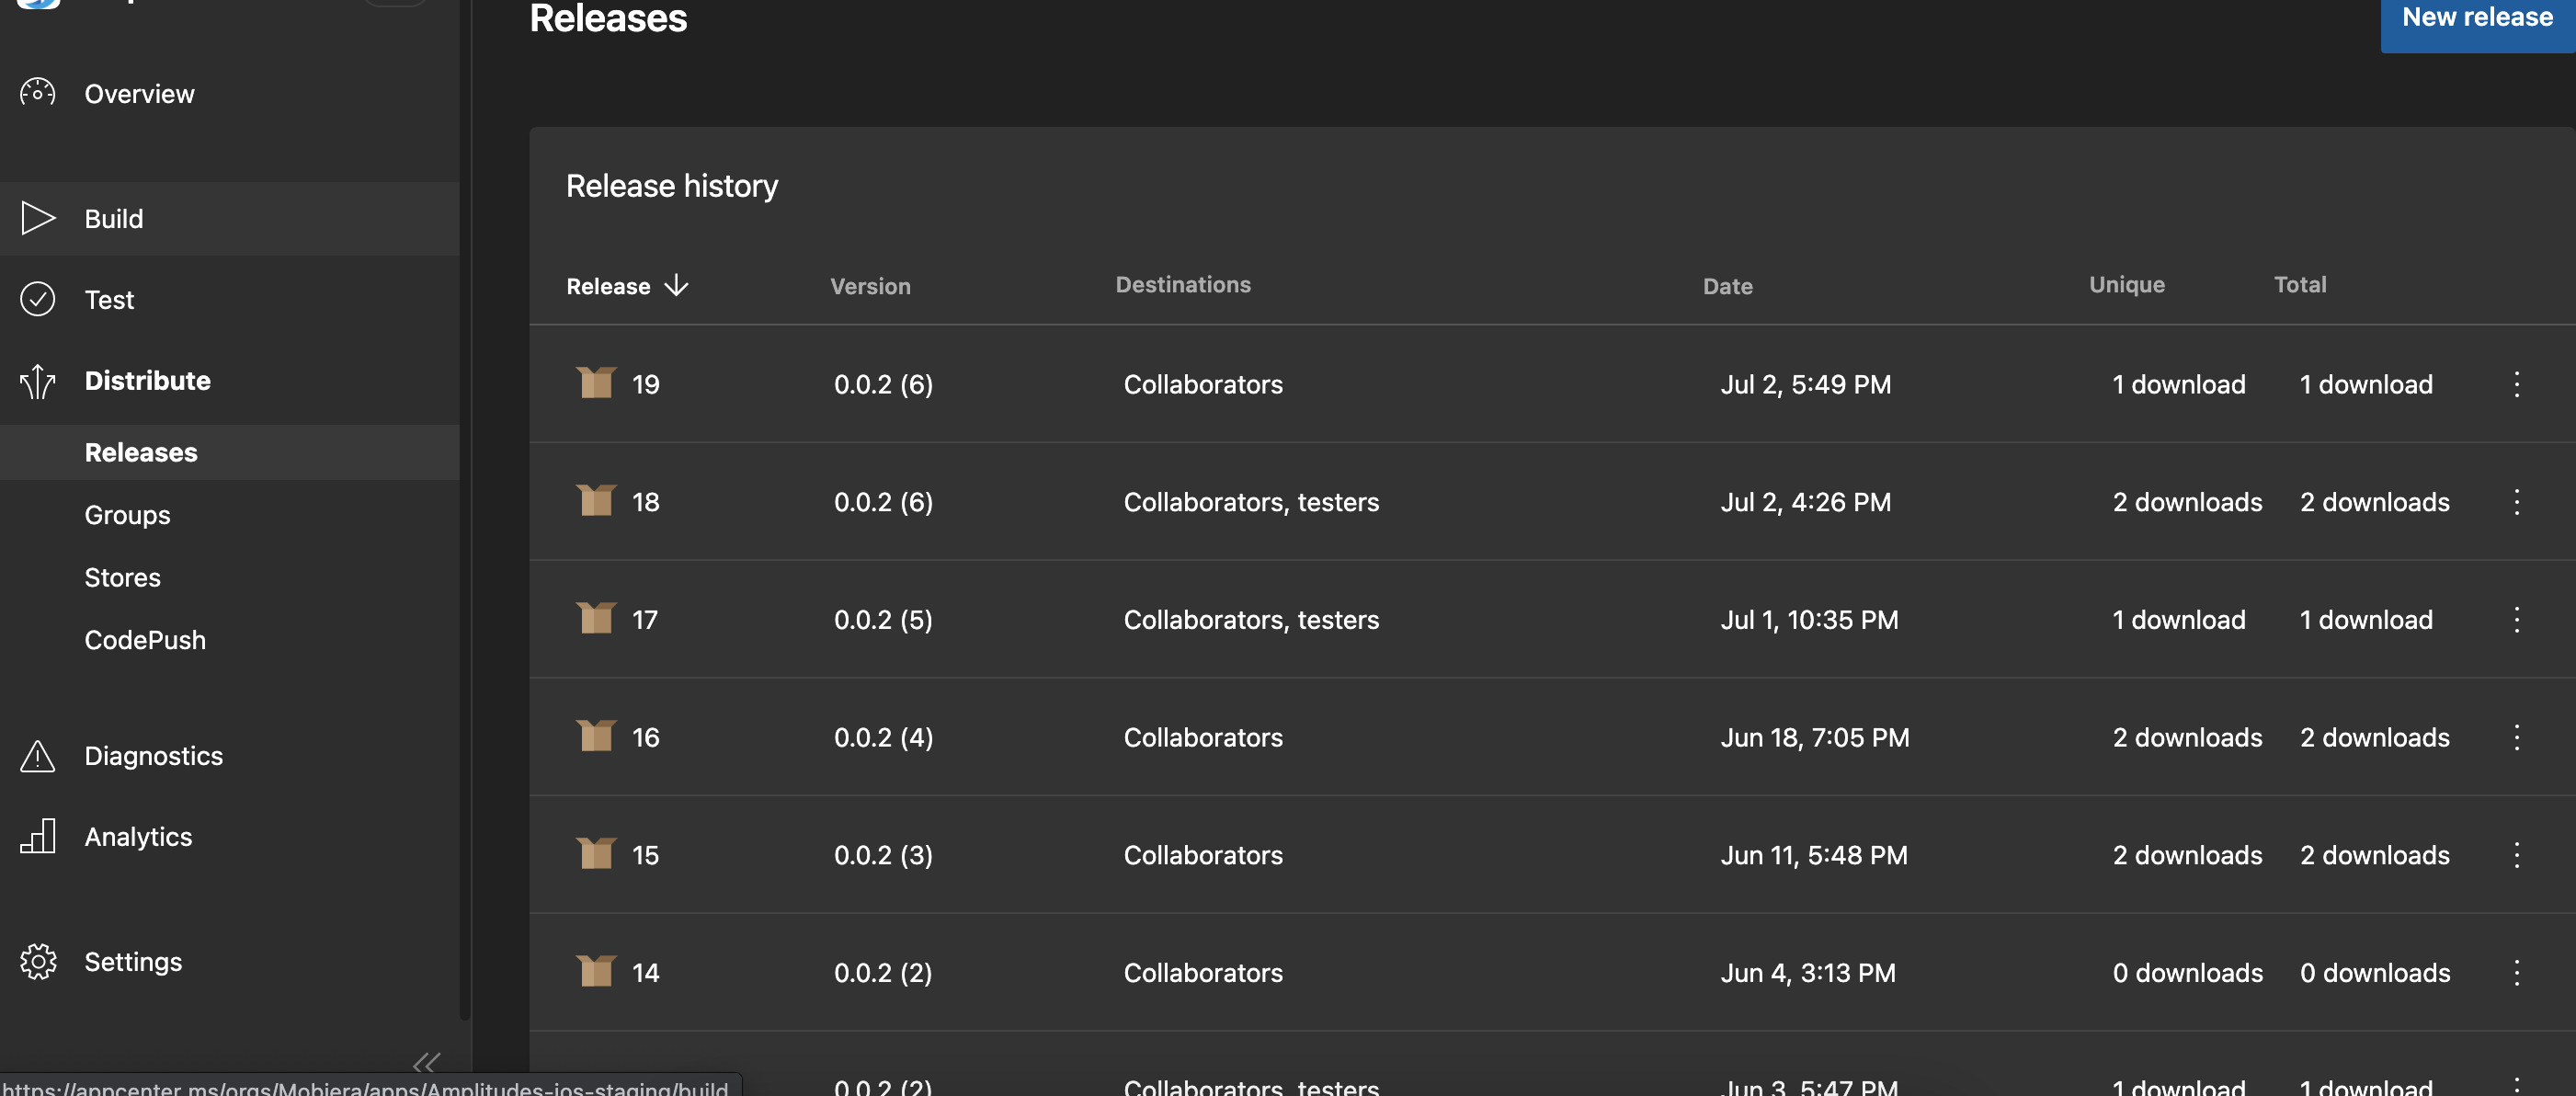 Releases
New release
Overview
Build
Test
Distribute
Releases
Groups
Stores
CodePush
Diagnostics
Analytics
Settings
Release history
Release Version Destinations Date Unique Total
19 0.0.2 (6) Collaborators Jul 2, 5:49 PM 1 download 1 download
18 0.0.2 (6) Collaborators, testers Jul 2, 4:26 PM 2 downloads 2 downloads
17 0.0.2 (5) Collaborators, testers Jul 1, 10:35 PM 1 download 1 download
16 0.0.2 (4) Collaborators Jun 18, 7:05 PM 2 downloads 2 downloads
15 0.0.2 (3) Collaborators Jun 11, 5:48 PM 2 downloads 2 downloads
14 0.0.2 (2) Collaborators Jun 4, 3:13 PM 0 downloads 0 downloads
0.0.2 (2) Collaborators, testers Jun 3, 5:47 PM 1 download 1 download
https://appcenter.ms/orgs/Mobiera/apps/Amplitudes-ios-staging/build